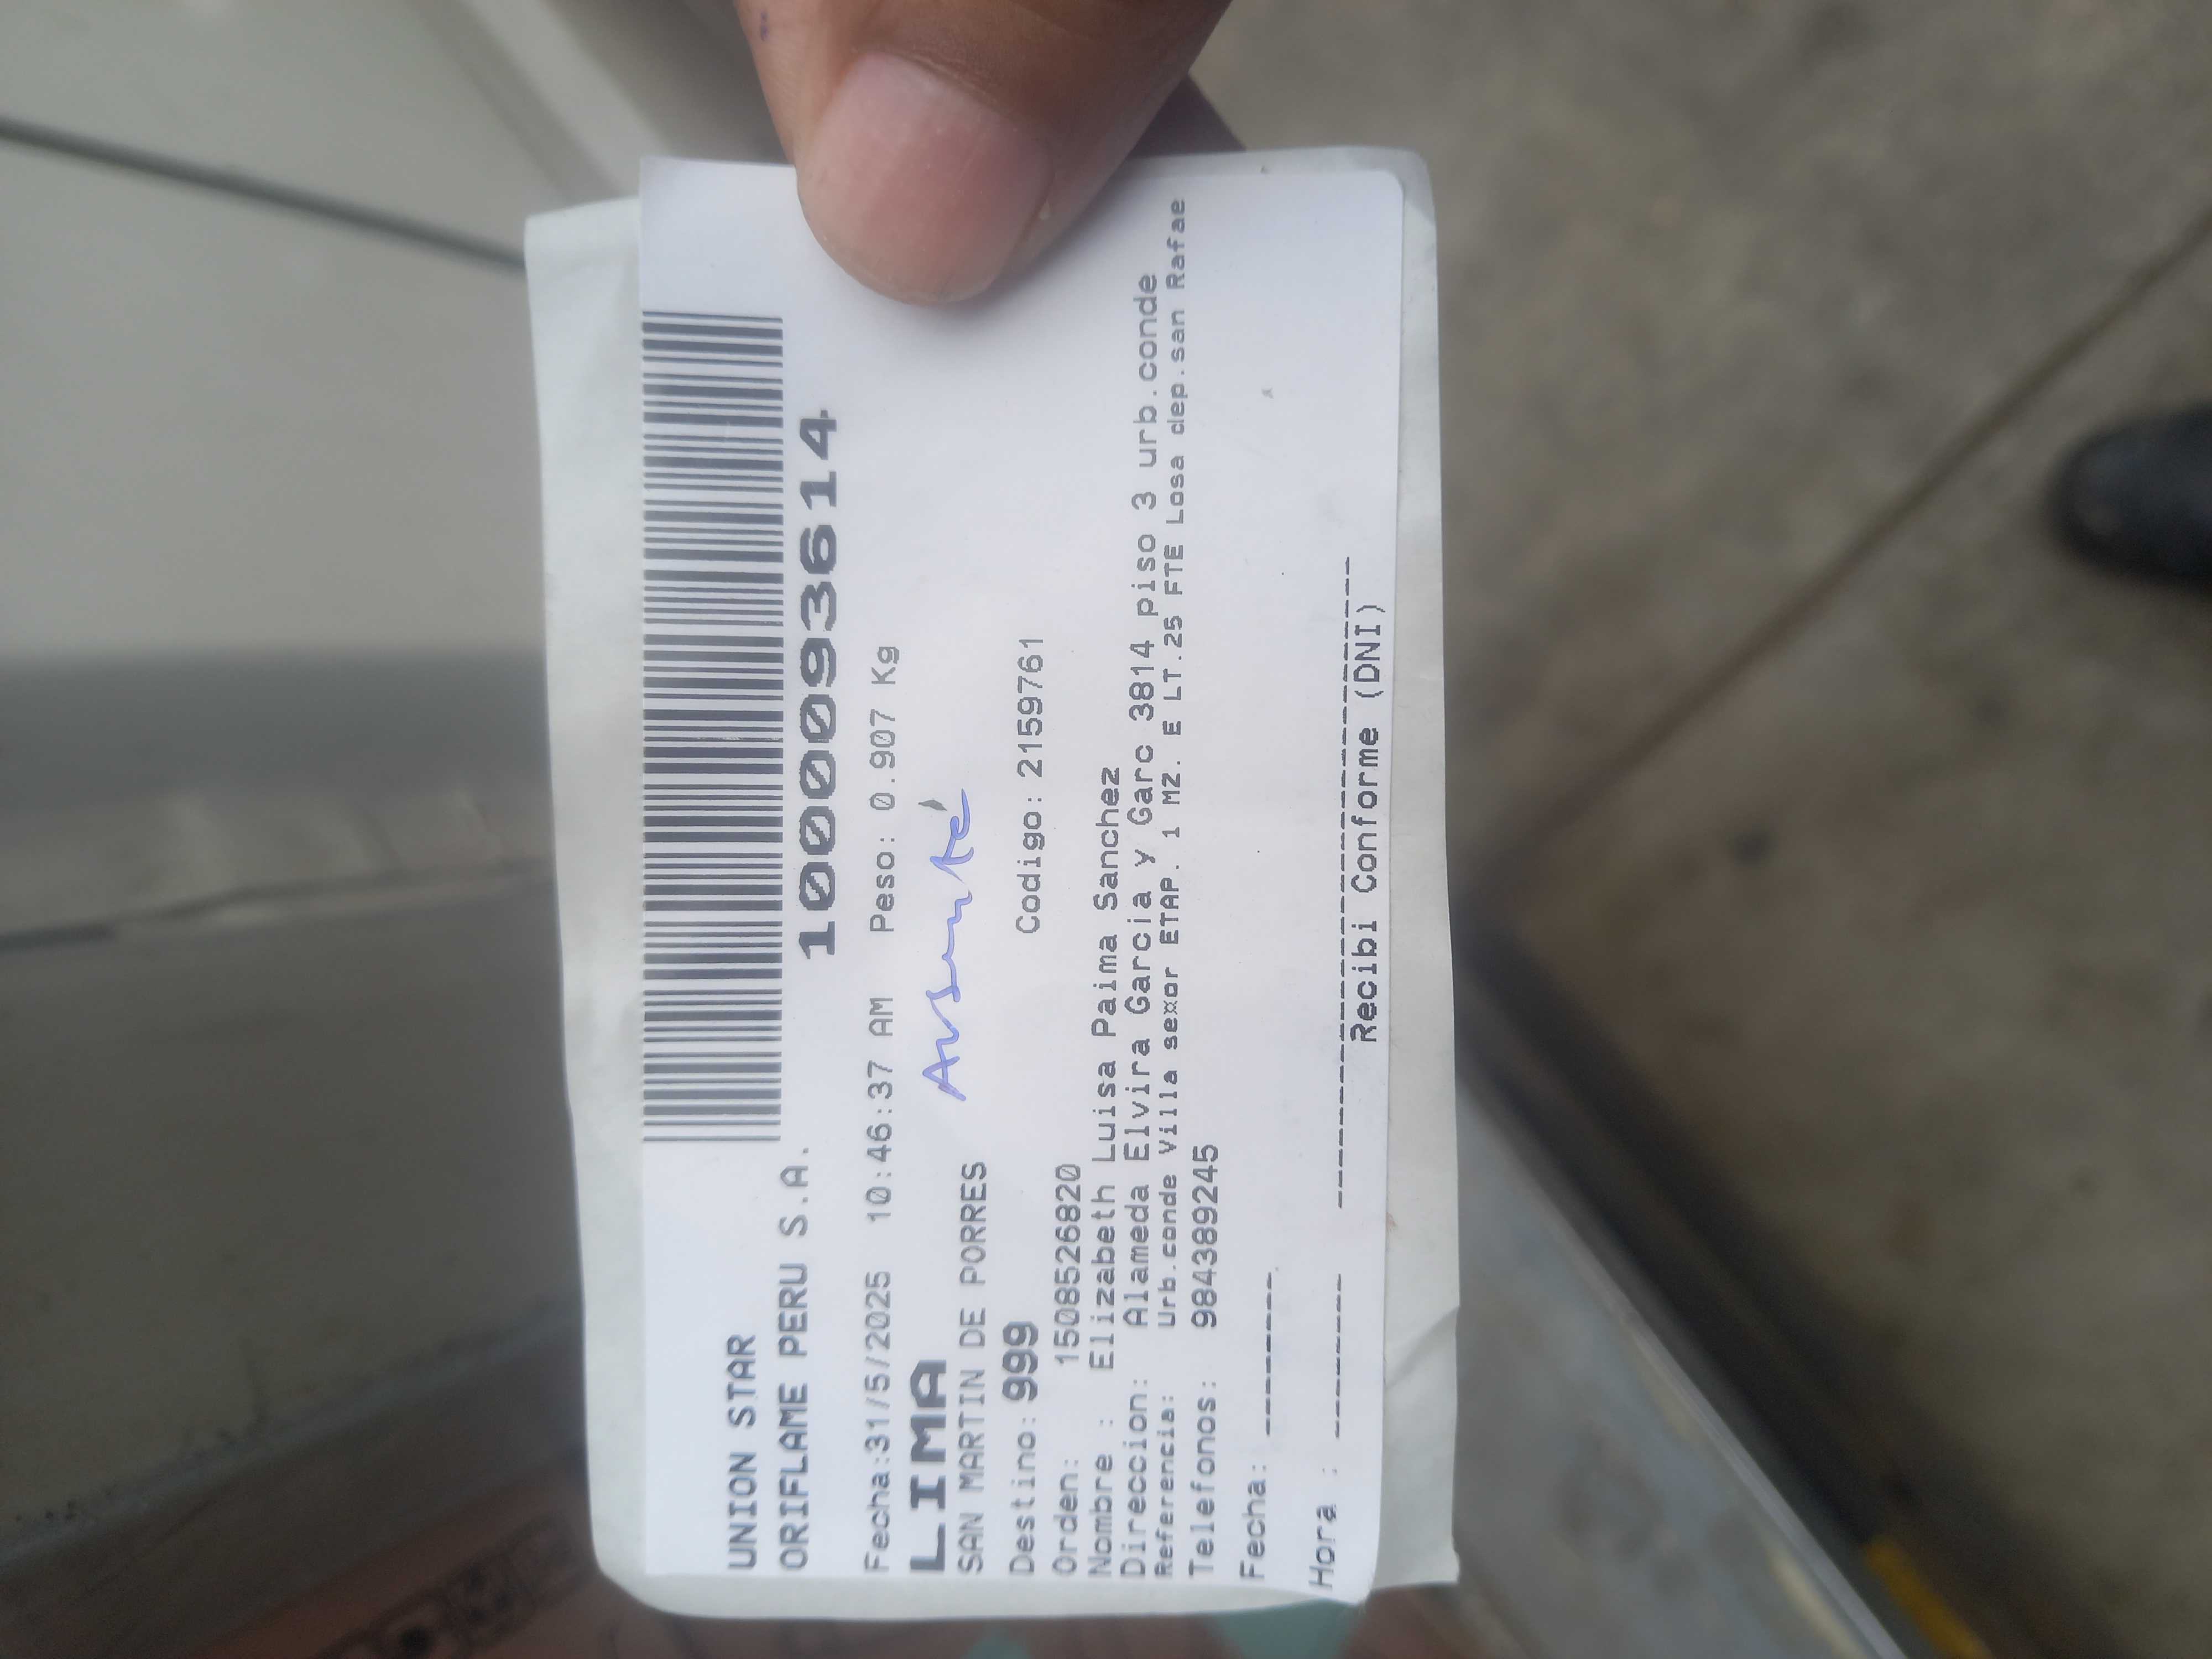 UNION STAR
ORIFLAME PERU S.A.
1000093614
Fecha:31/5/2025 10:46:37 AM Peso: 0.907 Kg
LIMA
Ausente
SAN MARTIN DE PORRES
Destino: 999 Codigo: 2159761
Orden: 1508526820
Nombre : Elizabeth Luisa Paima Sanchez
Direccion: Alameda Elvira Garcia y Garc 3814 piso 3 urb.conde
Referencia: Urb.conde Villa se¤or ETAP. 1 MZ. E LT.25 FTE Losa dep.san Rafae
Telefonos: 984389245
Fecha:
Hora :
Recibi Conforme (DNI)